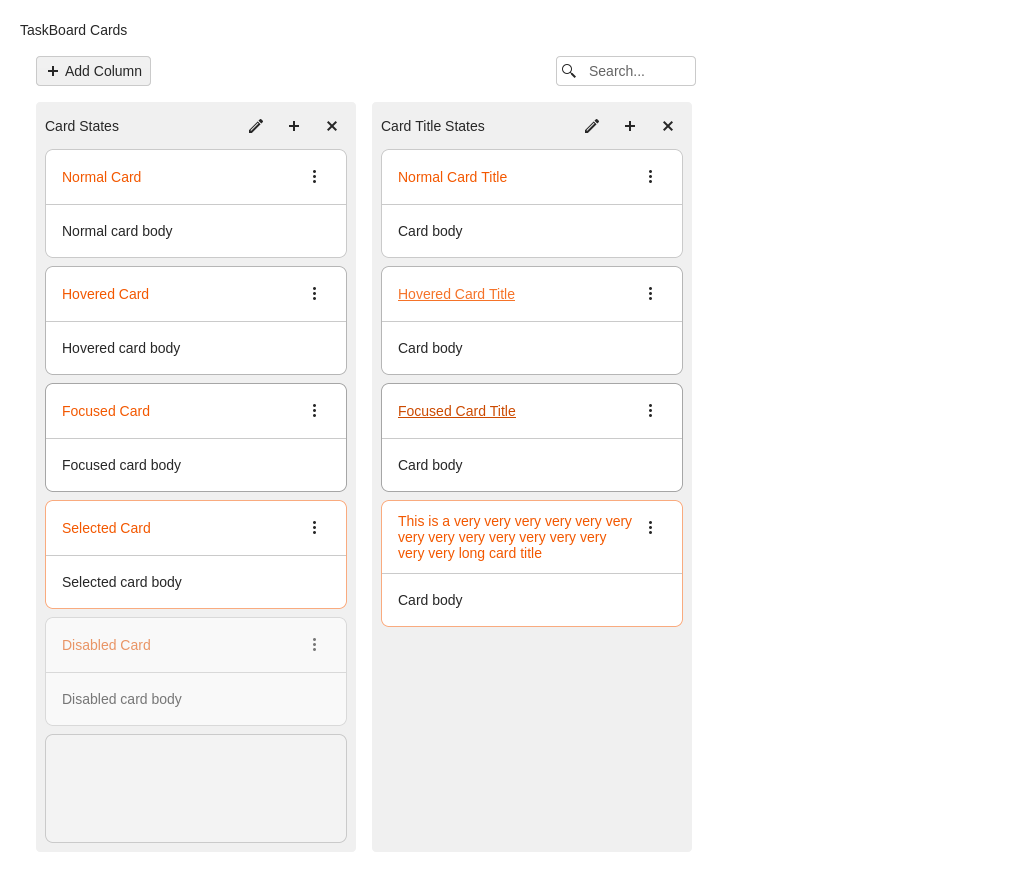 TaskBoard Cards
Add Column
Search...
Card States
Normal Card
Normal card body
Hovered Card
Hovered card body
Focused Card
Focused card body
Selected Card
Selected card body
Disabled Card
Disabled card body
Card Title States
Normal Card Title
Card body
Hovered Card Title
Card body
Focused Card Title
Card body
This is a very very very very very very
very very very very very very very
very very long card title
Card body